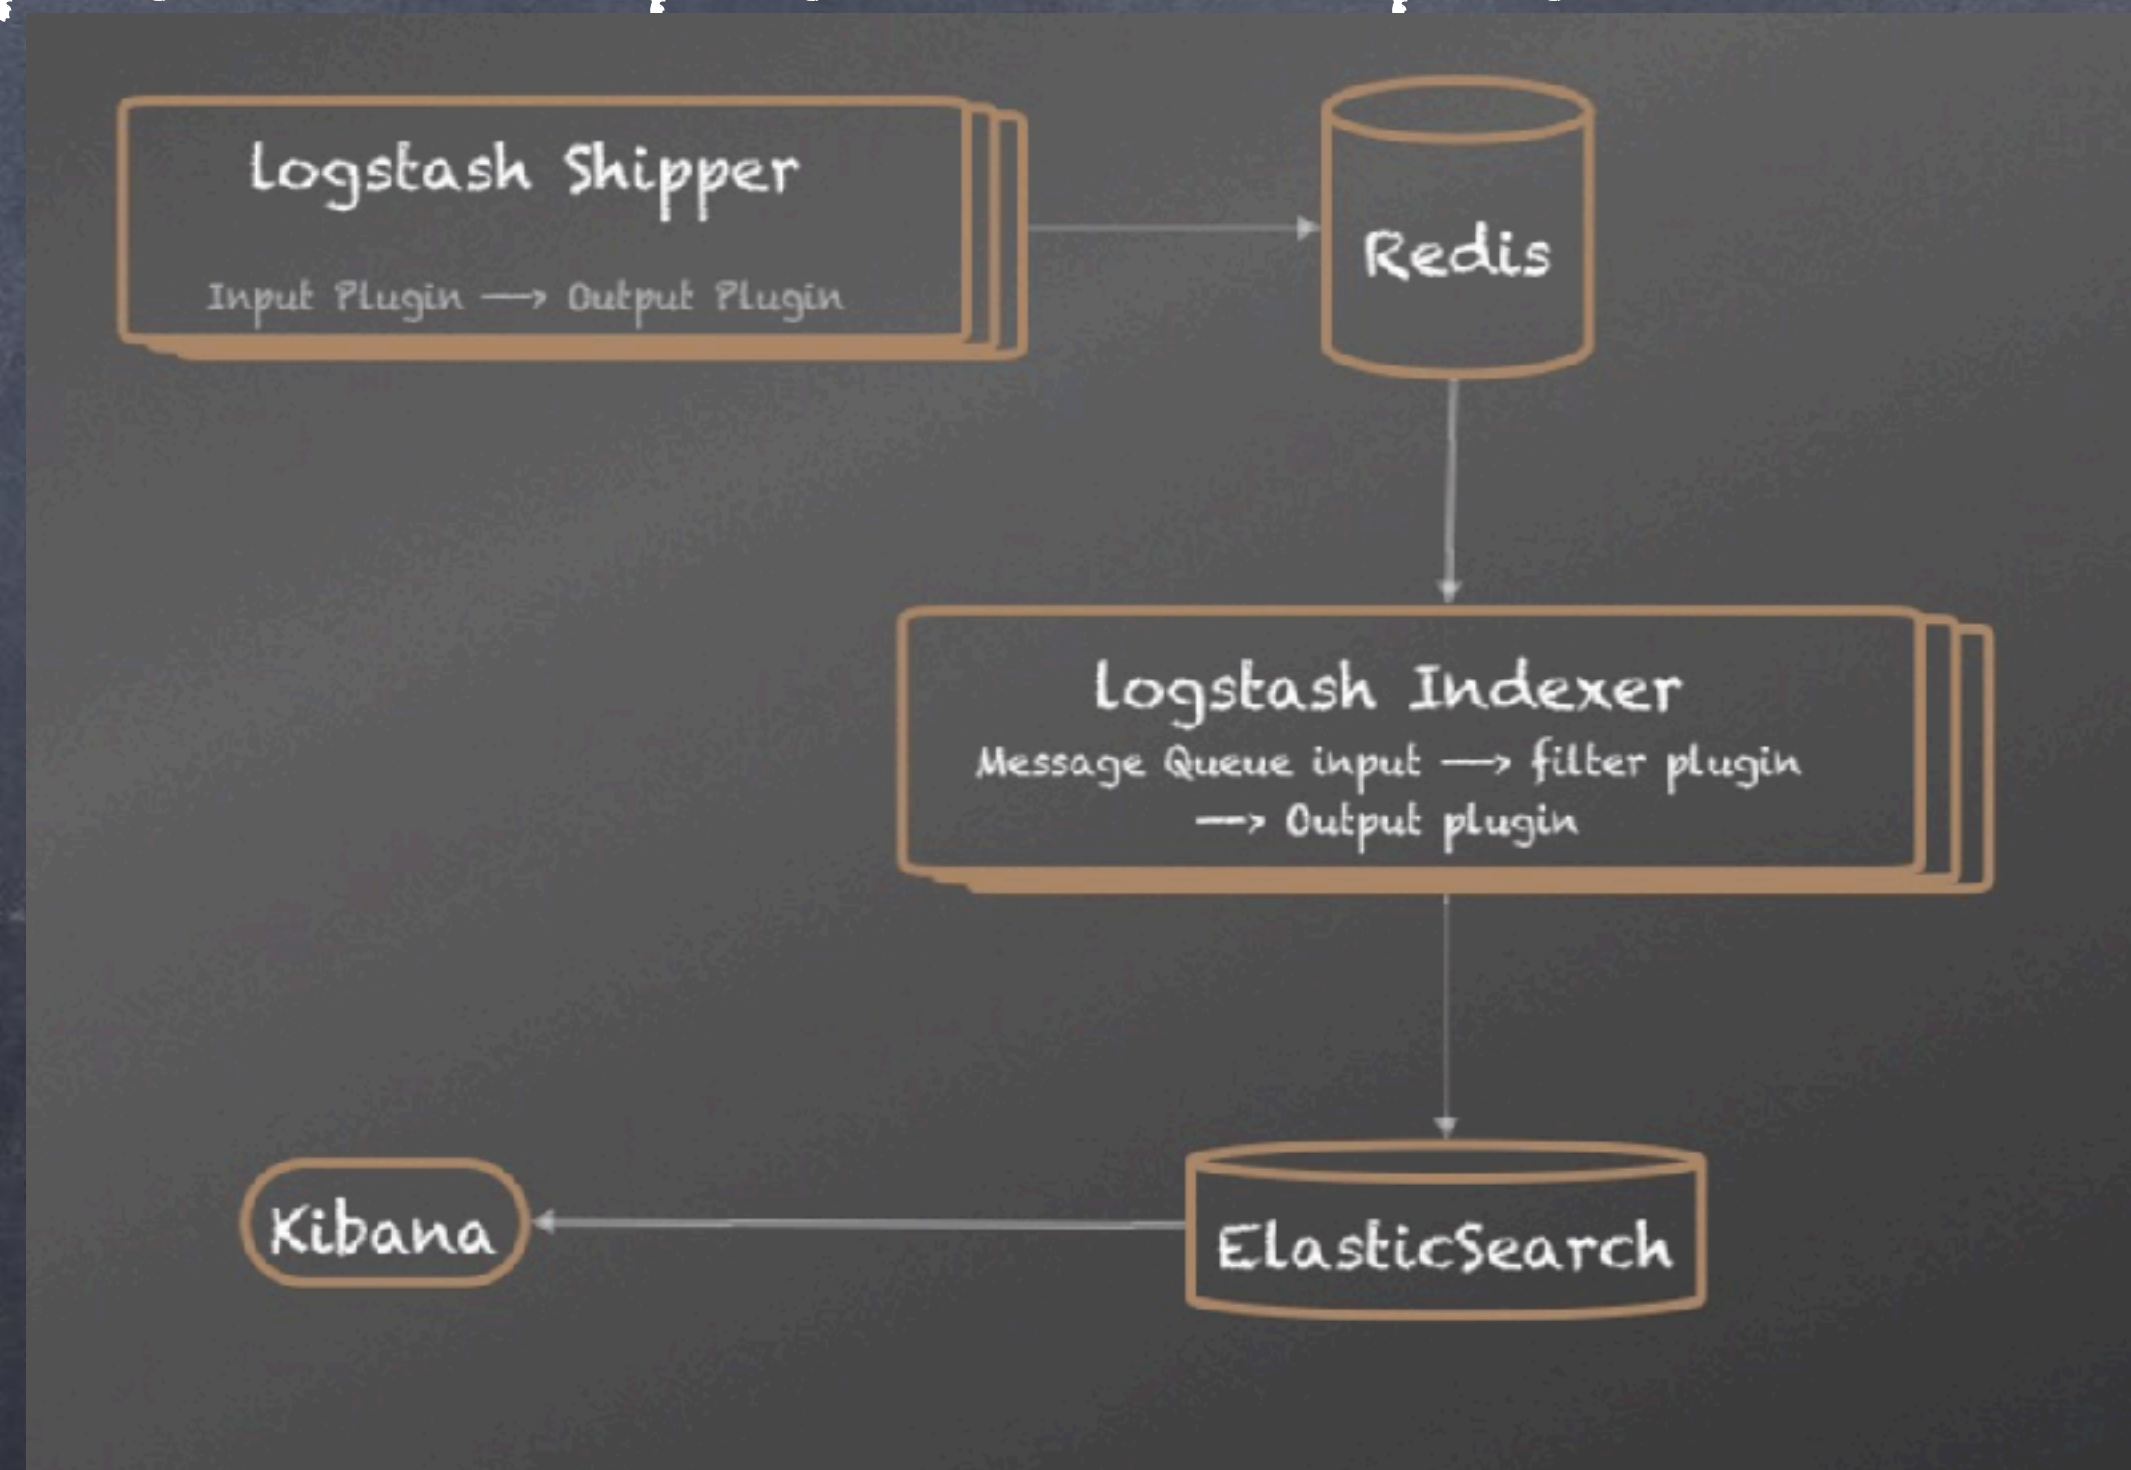 Logstash Shipper
Input Plugin —> Output Plugin
Redis
Logstash Indexer
Message Queue input —> filter plugin
—> Output plugin
Kibana
ElasticSearch